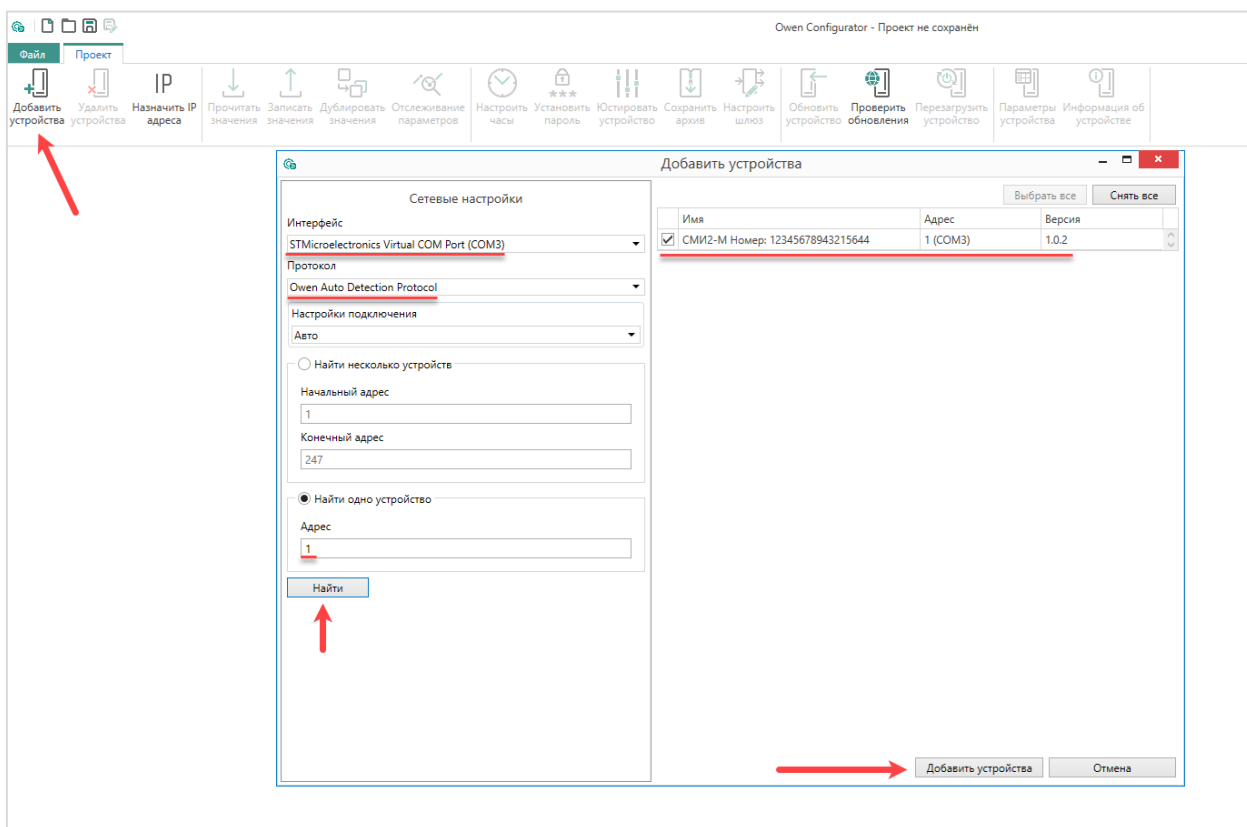 Owen Configurator - Проект не сохранён
Файл
Проект
Добавить устройства
Удалить устройства
Назначить IP адреса
Прочитать значения
Записать значения
Дублировать значения
Отслеживание параметров
Настроить часы
Установить пароль
Юстировать устройство
Сохранить архив
Настроить шлюз
Обновить устройство
Проверить обновления
Перезагрузить устройство
Параметры устройства
Информация об устройстве
IP
Добавить устройства
Сетевые настройки
Интерфейс
STMicroelectronics Virtual COM Port (COM3)
Протокол
Owen Auto Detection Protocol
Настройки подключения
Авто
Найти несколько устройств
Начальный адрес
1
Конечный адрес
247
Найти одно устройство
Адрес
1
Найти
Выбрать все
Снять все
Имя Адрес Версия
СМИ2-М Номер: 12345678943215644 1 (COM3) 1.0.2
Добавить устройства
Отмена